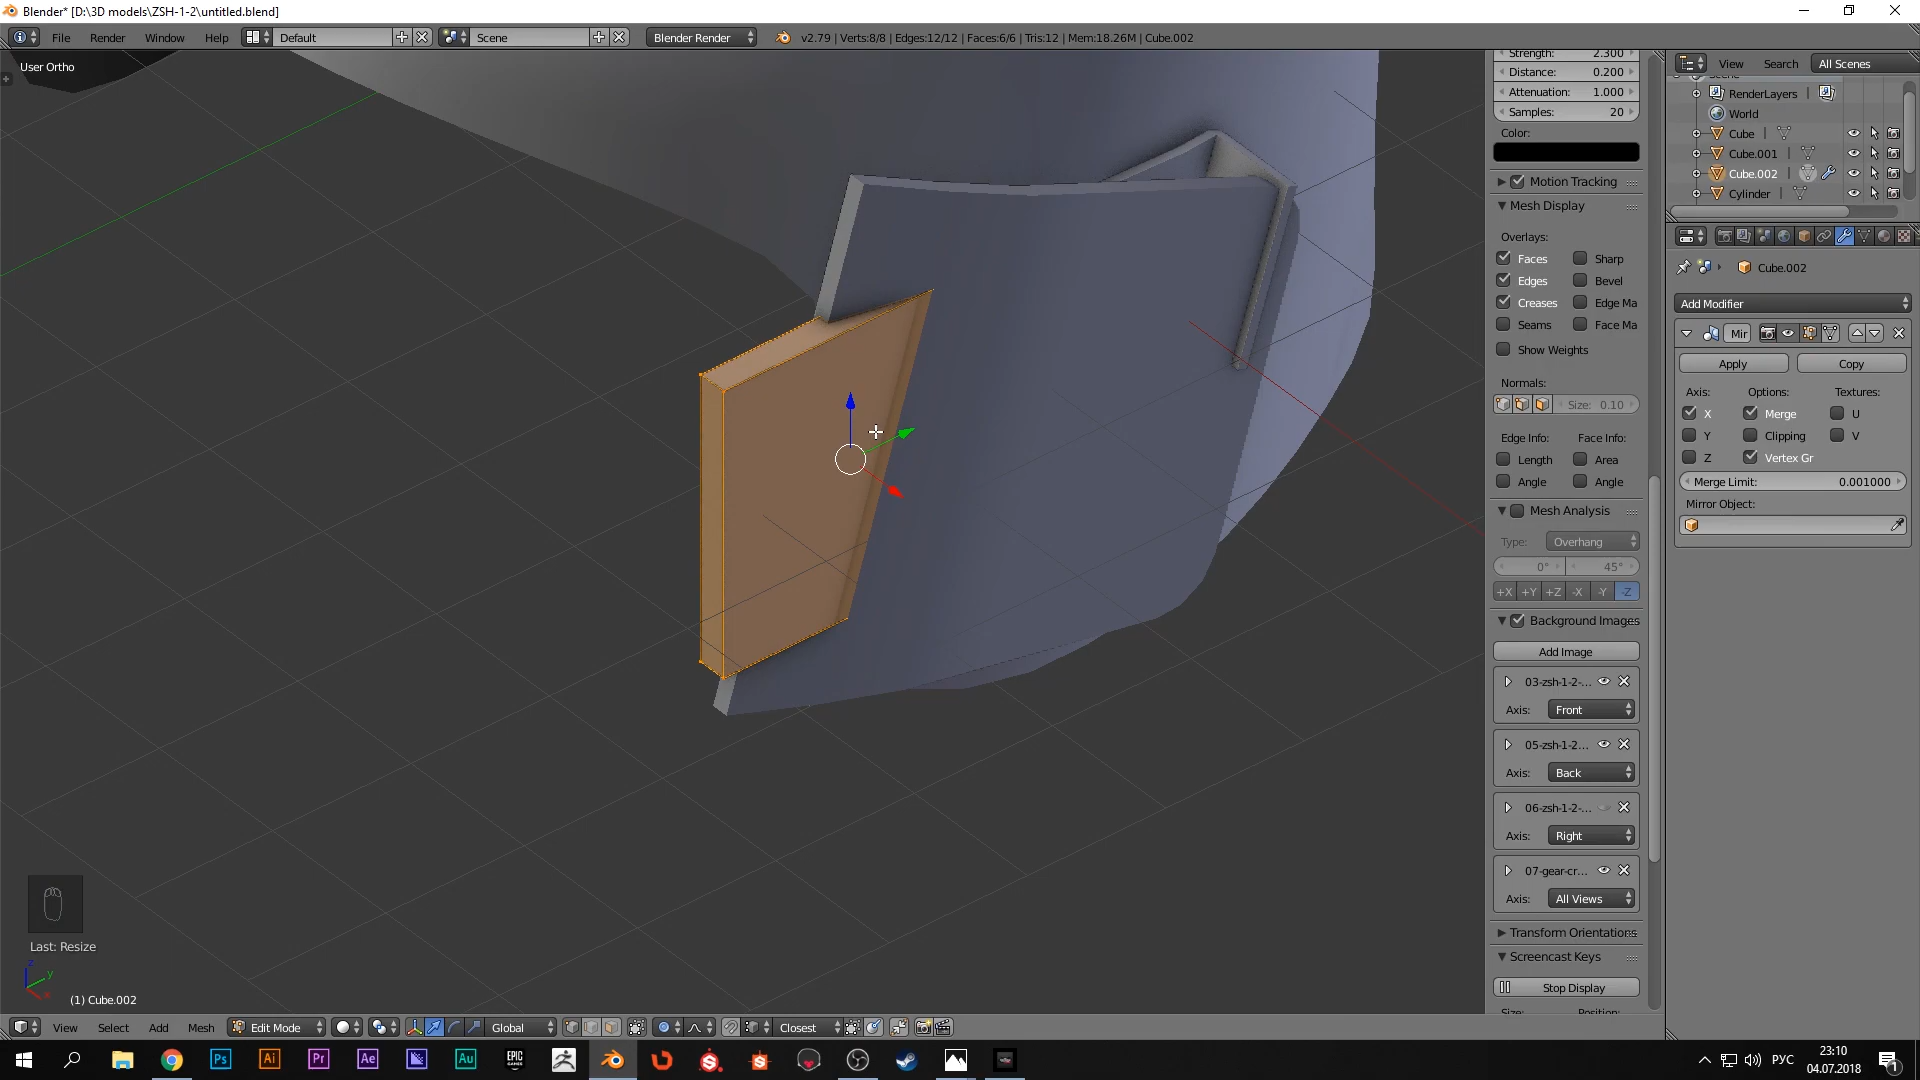 Blender* [D:\3D models\ZSH-1-2\untitled.blend]
File Render Window Help Default Scene Blender Render v2.79 | Verts:8/8 | Edges:12/12 | Faces:6/6 | Tris:12 | Mem:18.26M | Cube.002
User Ortho
Strength: 2.300
Distance: 0.200
Attenuation: 1.000
Samples: 20
Color:
Motion Tracking
Mesh Display
Overlays:
Faces Sharp
Edges Bevel
Creases Edge Ma
Seams Face Ma
Show Weights
Normals:
Size: 0.10
Edge Info: Face Info:
Length Area
Angle Angle
Mesh Analysis
Type: Overhang
0° 45°
+X +Y +Z -X -Y -Z
Background Images
Add Image
03-zsh-1-2-...
Axis: Front
05-zsh-1-2...
Axis: Back
06-zsh-1-2-...
Axis: Right
07-gear-cr...
Axis: All Views
Transform Orientations
Screencast Keys
Stop Display
View Search All Scenes
RenderLayers
World
Cube
Cube.001
Cube.002
Cylinder
Cube.002
Add Modifier
Mir
Apply Copy
Axis: Options: Textures:
X Merge U
Y Clipping V
Z Vertex Gr
Merge Limit: 0.001000
Mirror Object:
Last: Resize
z
y
x
(1) Cube.002
View Select Add Mesh Edit Mode Global Closest
Ps Ai Pr Ae Au EPIC GAMES
РУС
23:10
04.07.2018
1